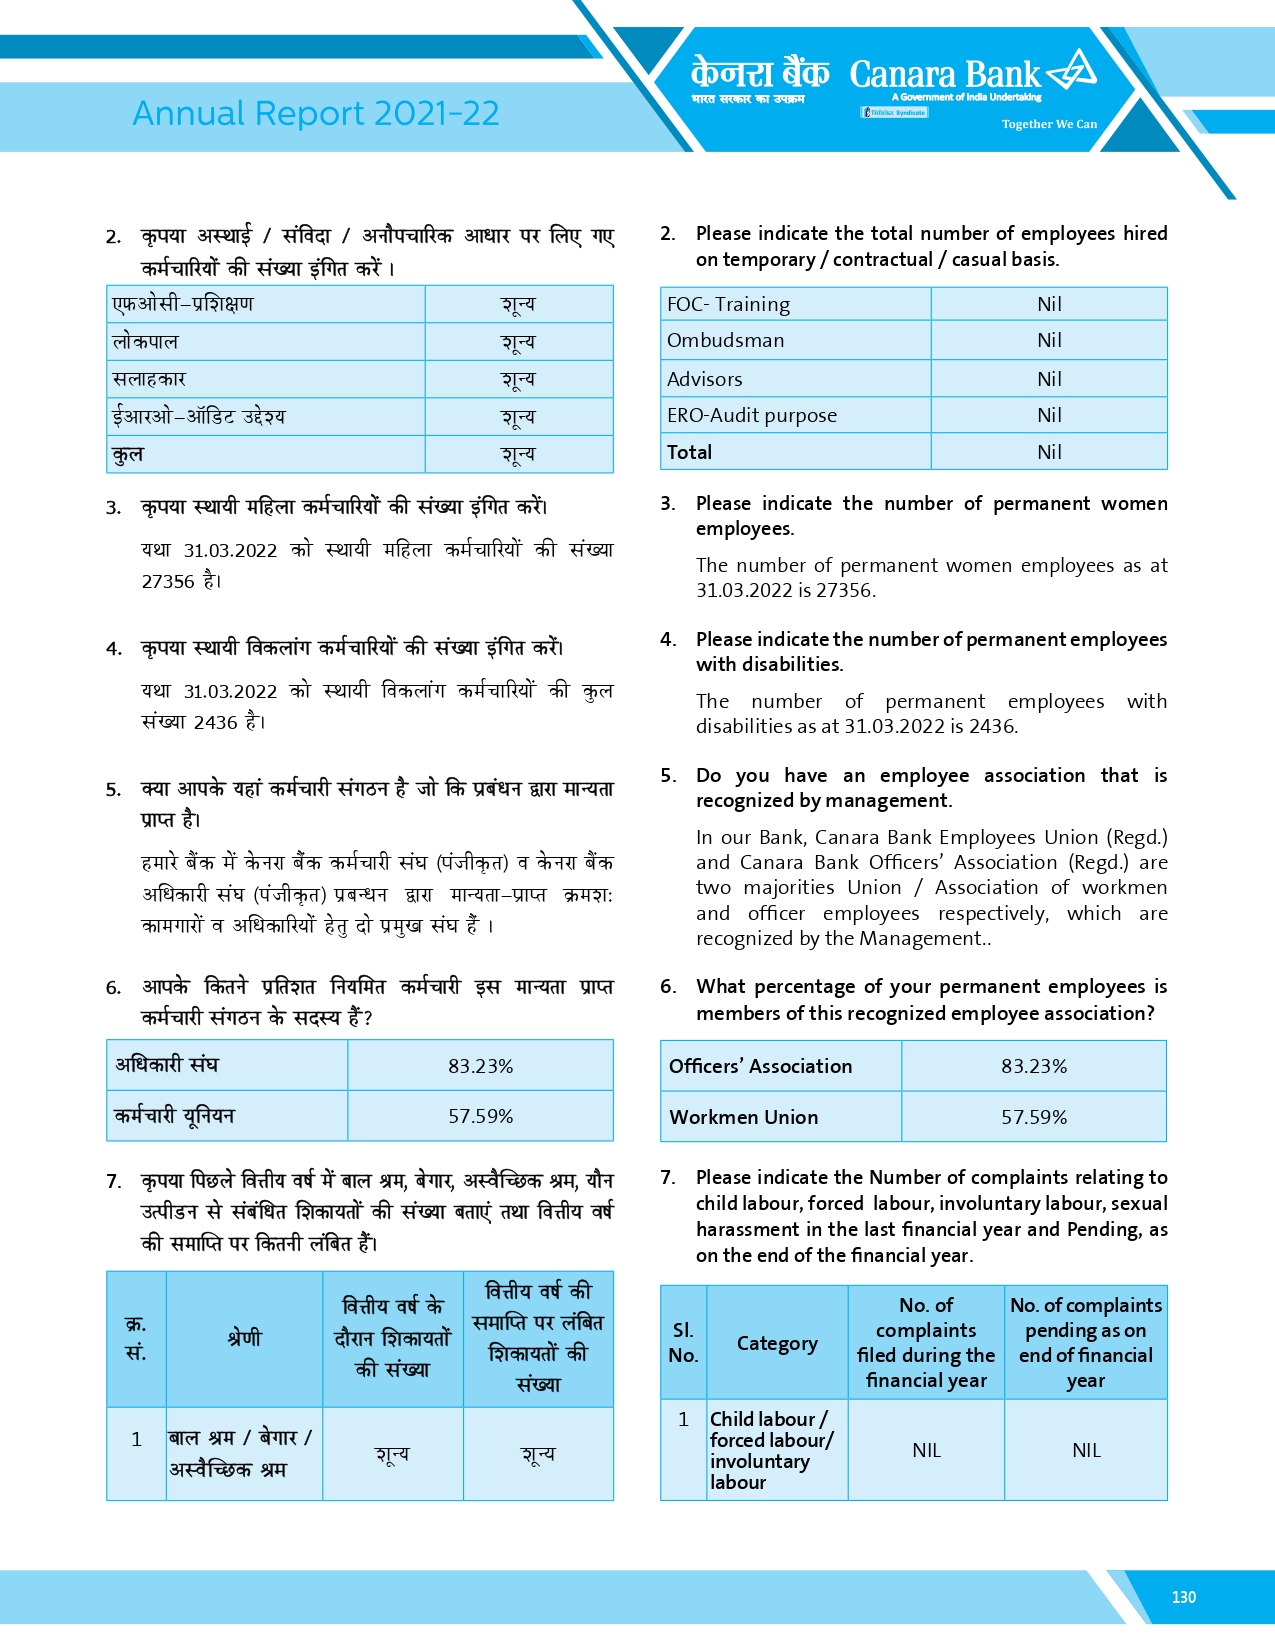 Annual Report 2021-22
केनरा बैंक Canara Bank
भारत सरकार का उपक्रम
A Government of India Undertaking
Syndicate
Together We Can
2. कृपया अस्थाई / संविदा / अनौपचारिक आधार पर लिए गए
कर्मचारियों की संख्या इंगित करें ।
एफओसी–प्रशिक्षण शून्य
लोकपाल शून्य
सलाहकार शून्य
ईआरओ–ऑडिट उद्देश्य शून्य
कुल शून्य
3. कृपया स्थायी महिला कर्मचारियों की संख्या इंगित करें।
यथा 31.03.2022 को स्थायी महिला कर्मचारियों की संख्या
27356 है।
4. कृपया स्थायी विकलांग कर्मचारियों की संख्या इंगित करें।
यथा 31.03.2022 को स्थायी विकलांग कर्मचारियों की कुल
संख्या 2436 है।
5. क्या आपके यहां कर्मचारी संगठन है जो कि प्रबंधन द्वारा मान्यता
प्राप्त है।
हमारे बैंक में केनरा बैंक कर्मचारी संघ (पंजीकृत) व केनरा बैंक
अधिकारी संघ (पंजीकृत) प्रबन्धन द्वारा मान्यता–प्राप्त क्रमशः
कामगारों व अधिकारियों हेतु दो प्रमुख संघ हैं ।
6. आपके कितने प्रतिशत नियमित कर्मचारी इस मान्यता प्राप्त
कर्मचारी संगठन के सदस्य हैं?
अधिकारी संघ 83.23%
कर्मचारी यूनियन 57.59%
7. कृपया पिछले वित्तीय वर्ष में बाल श्रम, बेगार, अस्वैच्छिक श्रम, यौन
उत्पीडन से संबंधित शिकायतों की संख्या बताएं तथा वित्तीय वर्ष
की समाप्ति पर कितनी लंबित हैं।
क्र.
सं.
श्रेणी
वित्तीय वर्ष के
दौरान शिकायतों
की संख्या
वित्तीय वर्ष की
समाप्ति पर लंबित
शिकायतों की
संख्या
1
बाल श्रम / बेगार /
अस्वैच्छिक श्रम
शून्य
शून्य
2. Please indicate the total number of employees hired
on temporary / contractual / casual basis.
FOC- Training Nil
Ombudsman Nil
Advisors Nil
ERO-Audit purpose Nil
Total Nil
3. Please indicate the number of permanent women
employees.
The number of permanent women employees as at
31.03.2022 is 27356.
4. Please indicate the number of permanent employees
with disabilities.
The number of permanent employees with
disabilities as at 31.03.2022 is 2436.
5. Do you have an employee association that is
recognized by management.
In our Bank, Canara Bank Employees Union (Regd.)
and Canara Bank Officers’ Association (Regd.) are
two majorities Union / Association of workmen
and officer employees respectively, which are
recognized by the Management..
6. What percentage of your permanent employees is
members of this recognized employee association?
Officers’ Association 83.23%
Workmen Union 57.59%
7. Please indicate the Number of complaints relating to
child labour, forced labour, involuntary labour, sexual
harassment in the last financial year and Pending, as
on the end of the financial year.
Sl.
No.
Category
No. of
complaints
filed during the
financial year
No. of complaints
pending as on
end of financial
year
1
Child labour /
forced labour/
involuntary
labour
NIL
NIL
130